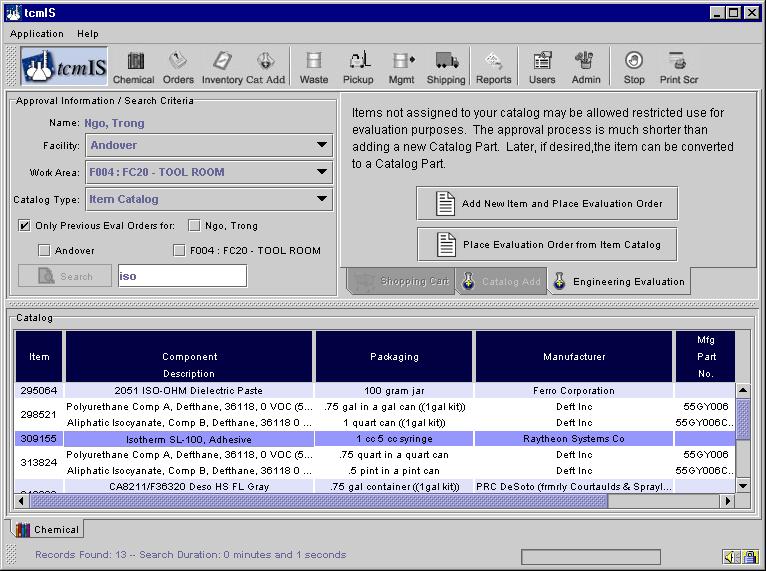 tcmIS
Application Help
tcmIS
Chemical Orders Inventory Cat Add Waste Pickup Mgmt Shipping Reports Users Admin Stop Print Scr
Approval Information / Search Criteria
Name: Ngo, Trong
Facility: Andover
Work Area: F004 : FC20 - TOOL ROOM
Catalog Type: Item Catalog
Only Previous Eval Orders for: Ngo, Trong
Andover F004 : FC20 - TOOL ROOM
Search iso
Items not assigned to your catalog may be allowed restricted use for
evaluation purposes. The approval process is much shorter than
adding a new Catalog Part. Later, if desired,the item can be converted
to a Catalog Part.
Add New Item and Place Evaluation Order
Place Evaluation Order from Item Catalog
Shopping Cart Catalog Add Engineering Evaluation
Catalog
Item Component Description Packaging Manufacturer Mfg Part No.
295064 2051 ISO-OHM Dielectric Paste 100 gram jar Ferro Corporation
298521 Polyurethane Comp A, Defthane, 36118, 0 VOC (5... .75 gal in a gal can ((1gal kit)) Deft Inc 55GY006
Aliphatic Isocyanate, Comp B, Defthane, 36118 0 ... 1 quart can ((1gal kit)) Deft Inc 55GY006C...
309155 Isotherm SL-100, Adhesive 1 cc 5 cc syringe Raytheon Systems Co
313824 Polyurethane Comp A, Defthane, 36118, 0 VOC (5... .75 quart in a quart can Deft Inc 55GY006
Aliphatic Isocyanate, Comp B, Defthane, 36118 0 ... .5 pint in a pint can Deft Inc 55GY006C...
CA8211/F36320 Deso HS FL Gray .75 gal container ((1gal kit)) PRC DeSoto (frmrly Courtaulds & Sprayl...
Chemical
Records Found: 13 -- Search Duration: 0 minutes and 1 seconds